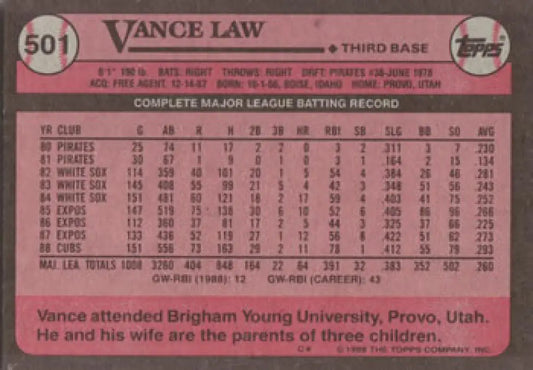 501 VANCE LAW ◆ THIRD BASE Topps
6'1" 190 lb. BATS: RIGHT THROWS: RIGHT DRFT: PIRATES #38-JUNE 1978
ACQ: FREE AGENT, 12-14-87 BORN: 10-1-56, BOISE, IDAHO HOME: PROVO, UTAH
COMPLETE MAJOR LEAGUE BATTING RECORD
YR CLUB G AB R H 2B 3B HR RBI SB SLG BB SO AVG
80 PIRATES 25 74 11 17 2 2 0 3 2 .311 3 7 .230
81 PIRATES 30 67 1 9 0 1 0 3 1 .164 2 15 .134
82 WHITE SOX 114 359 40 101 20 1 5 54 4 .384 26 46 .281
83 WHITE SOX 145 408 55 99 21 5 4 42 3 .348 51 56 .243
84 WHITE SOX 151 481 60 121 18 2 17 59 4 .403 41 75 .252
85 EXPOS 147 519 75 138 30 6 10 52 6 .405 86 96 .266
86 EXPOS 112 360 37 81 17 2 5 44 3 .325 37 66 .225
87 EXPOS 133 436 52 119 27 1 12 56 8 .422 51 62 .273
88 CUBS 151 556 73 163 29 2 11 78 1 .412 55 79 .293
MAJ. LEA. TOTALS 1008 3260 404 848 164 22 64 391 32 .383 352 502 .260
GW-RBI (1988): 12 GW-RBI (CAREER): 43
Vance attended Brigham Young University, Provo, Utah.
He and his wife are the parents of three children.
C* © 1988 THE TOPPS COMPANY, INC.